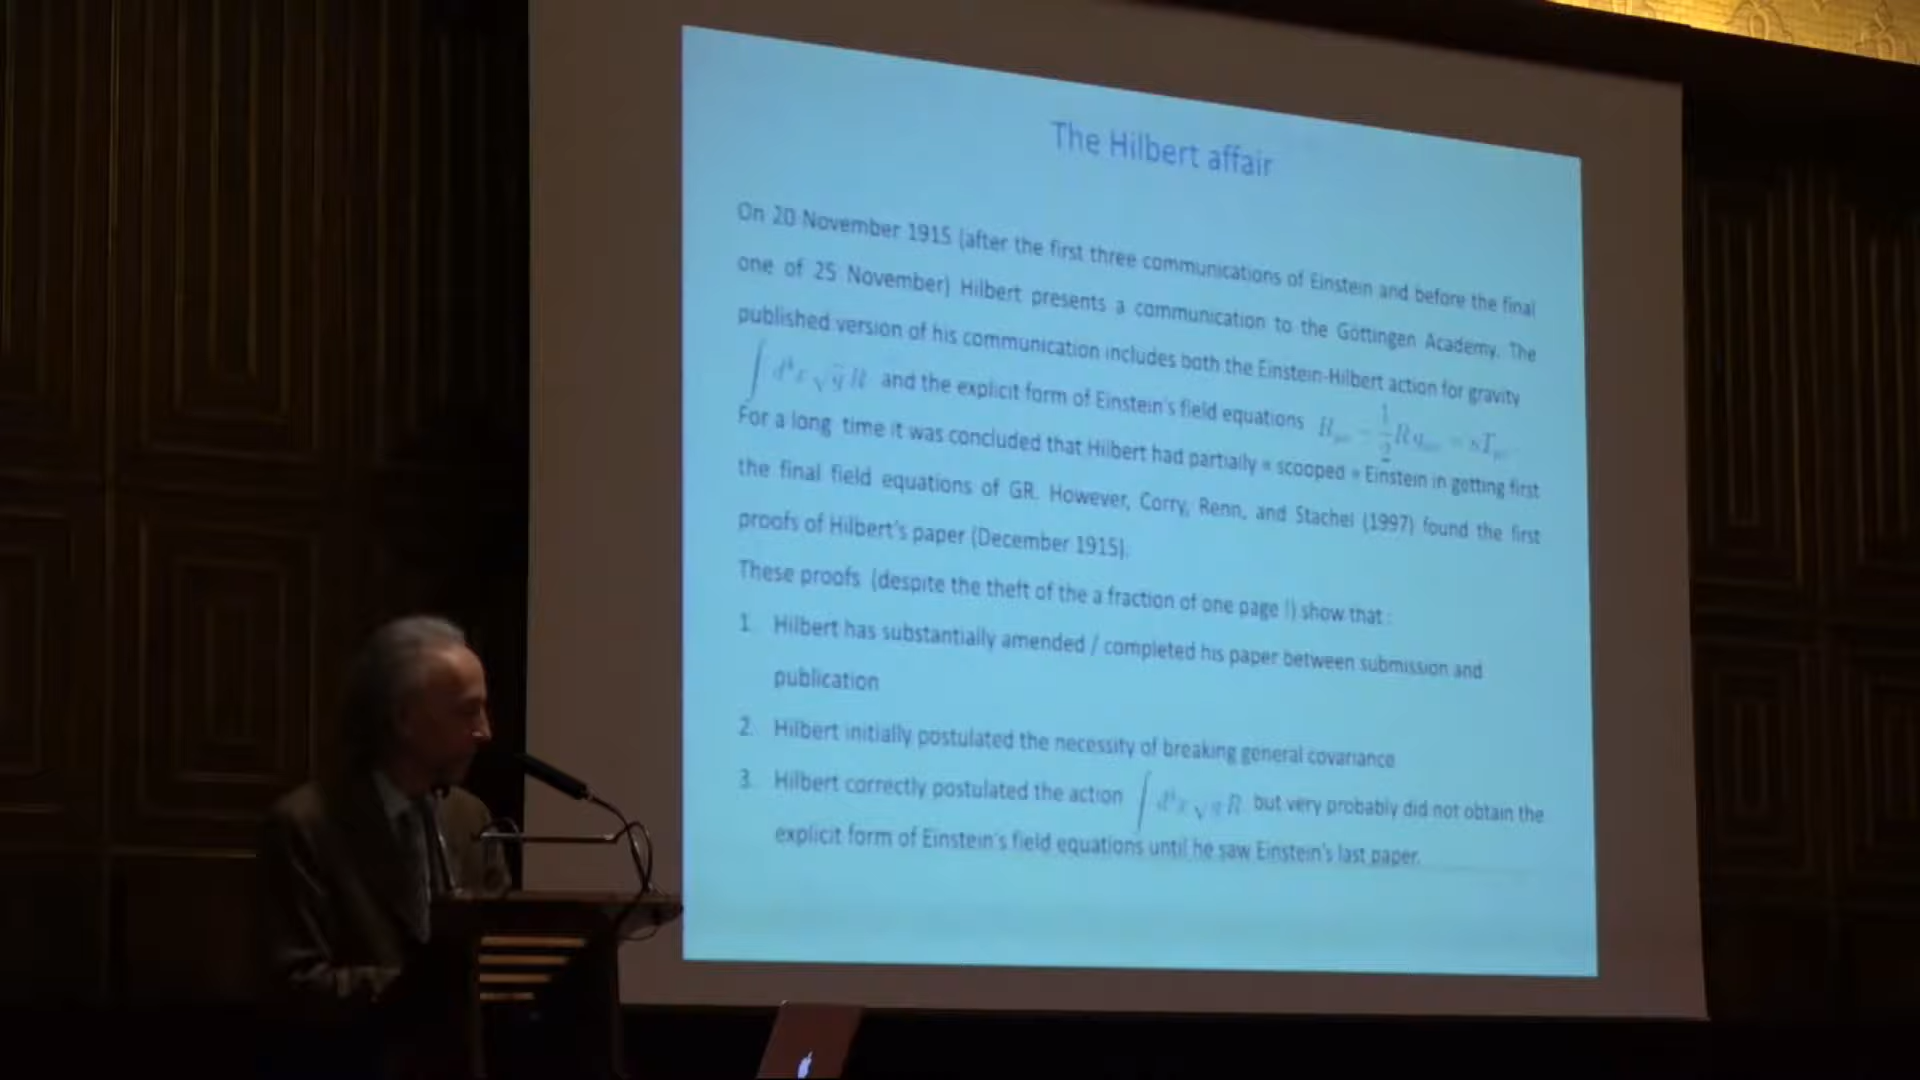 The Hilbert affair
On 20 November 1915 (after the first three communications of Einstein and before the final
one of 25 November) Hilbert presents a communication to the Göttingen Academy. The
published version of his communication includes both the Einstein-Hilbert action for gravity
∫ d⁴x √g R and the explicit form of Einstein's field equations R_μν − 1/2 R g_μν = κT_μν
For a long time it was concluded that Hilbert had partially « scooped » Einstein in getting first
the final field equations of GR. However, Corry, Renn, and Stachel (1997) found the first
proofs of Hilbert's paper (December 1915).
These proofs (despite the theft of the a fraction of one page !) show that :
1. Hilbert has substantially amended / completed his paper between submission and
publication
2. Hilbert initially postulated the necessity of breaking general covariance
3. Hilbert correctly postulated the action ∫ d⁴x √g R but very probably did not obtain the
explicit form of Einstein's field equations until he saw Einstein's last paper.